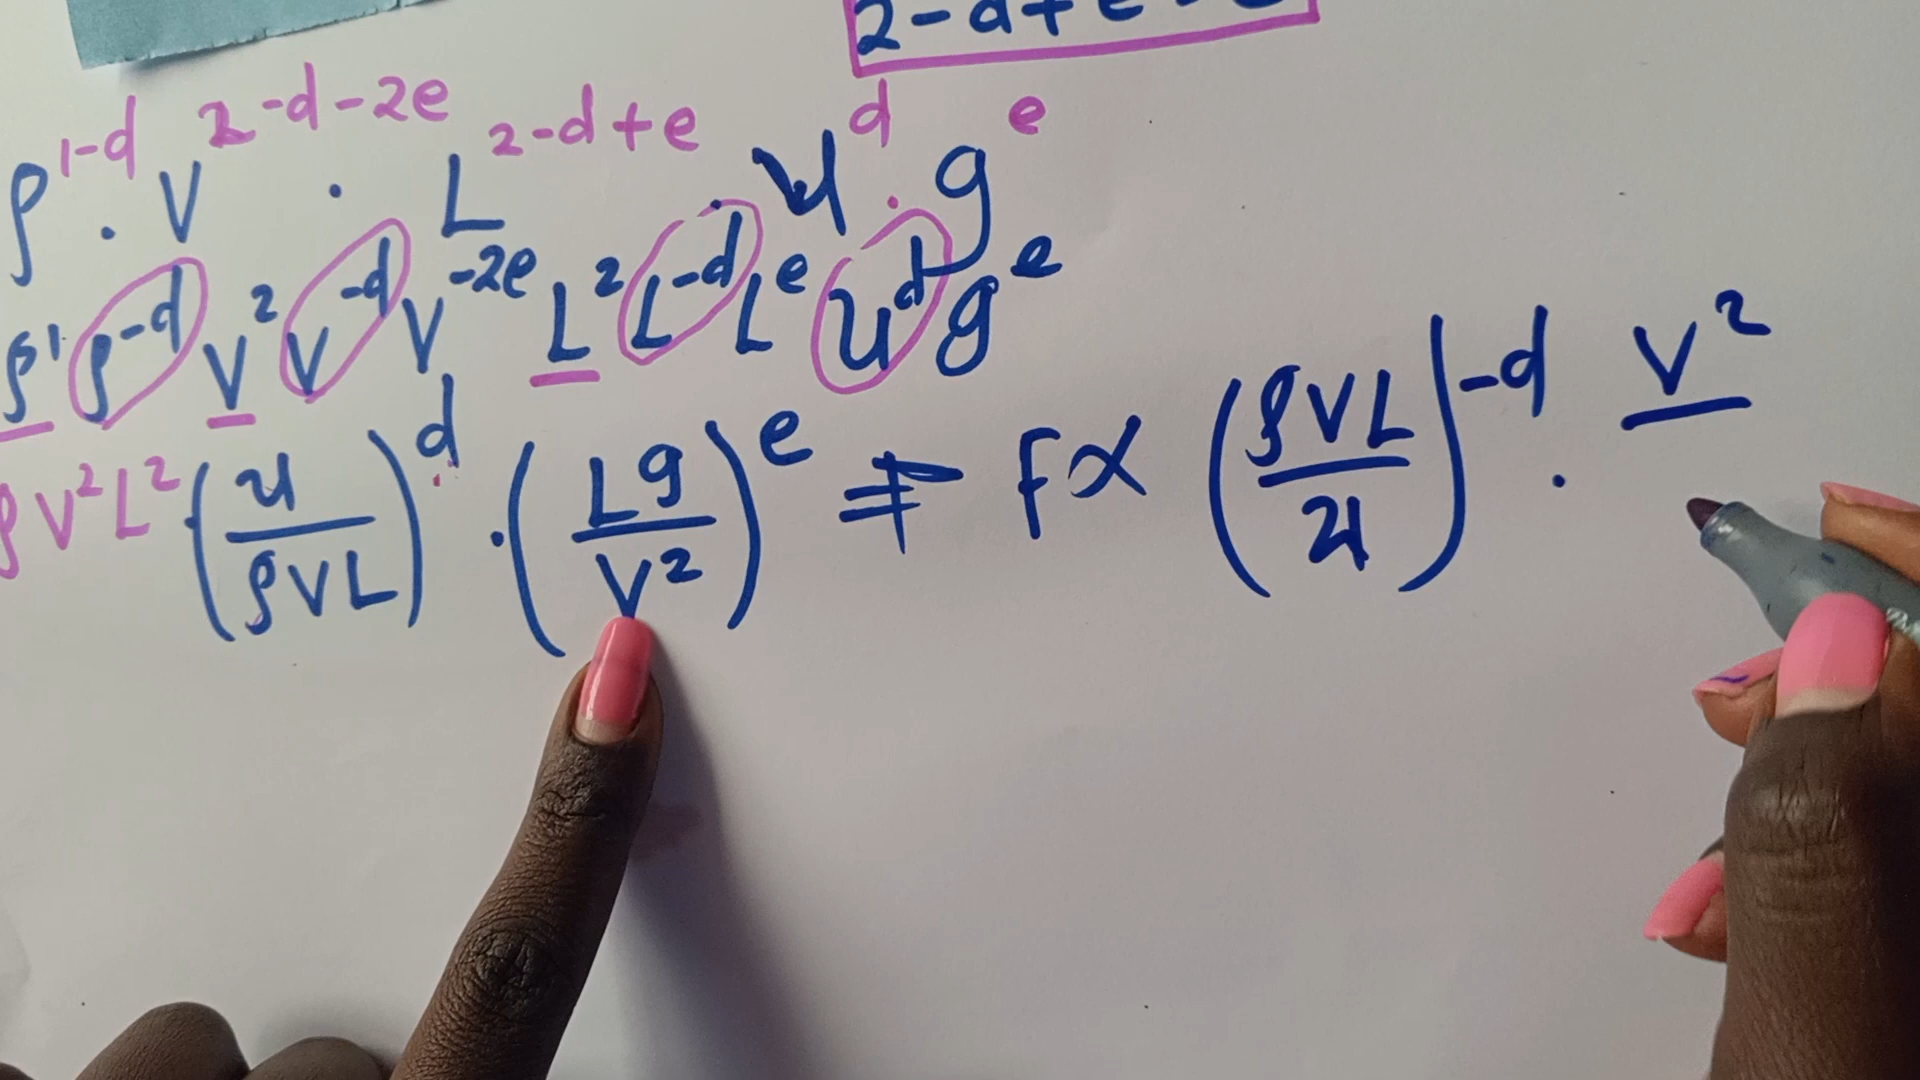 2-d+e
ρ^1-d . V^2-d-2e . L^2-d+e . u^d . g^e
ρ^1 ρ^-d V^2 V^-d V^-2e L^2 L^-d L^e u^d g^e
ρV^2L^2 . (u/ρVL)^d . (Lg/V^2)^e ⇒ F∝ (ρVL/u)^-d . V^2